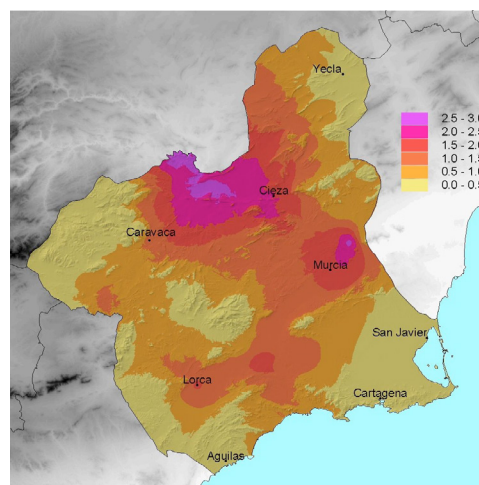 Yecla
2.5 - 3.0
2.0 - 2.5
1.5 - 2.0
1.0 - 1.5
0.5 - 1.0
0.0 - 0.5
Cieza
Caravaca
Murcia
San Javier
Lorca
Cartagena
Aguilas